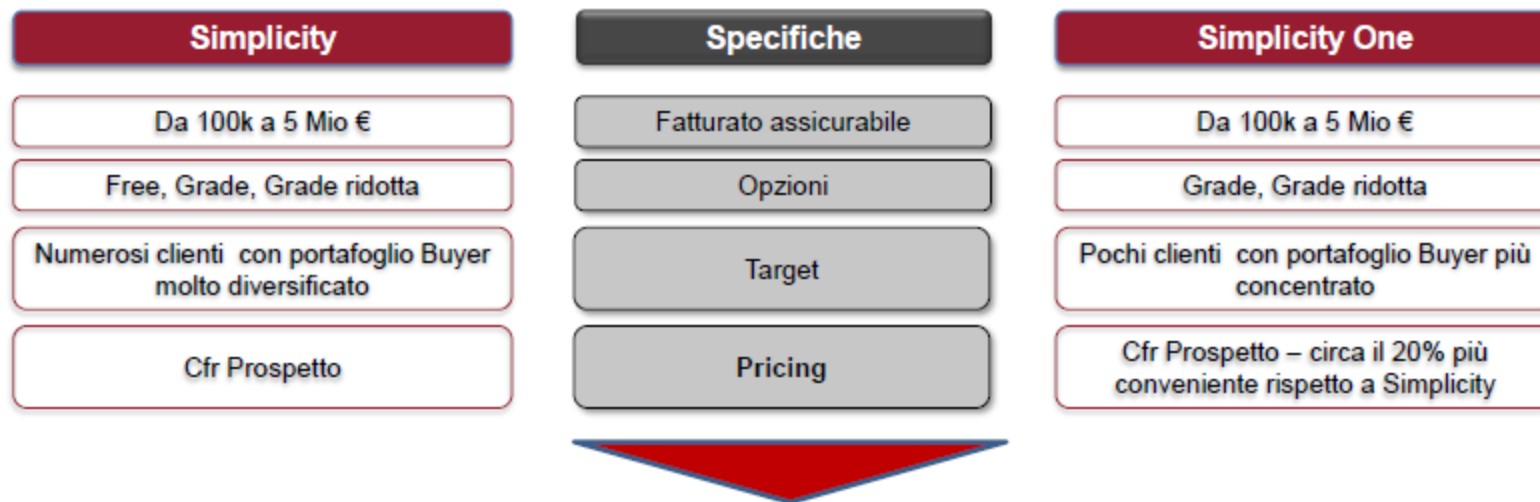 Simplicity
Specifiche
Simplicity One
Da 100k a 5 Mio €
Fatturato assicurabile
Da 100k a 5 Mio €
Free, Grade, Grade ridotta
Opzioni
Grade, Grade ridotta
Numerosi clienti con portafoglio Buyer
molto diversificato
Target
Pochi clienti con portafoglio Buyer più
concentrato
Cfr Prospetto
Pricing
Cfr Prospetto – circa il 20% più
conveniente rispetto a Simplicity